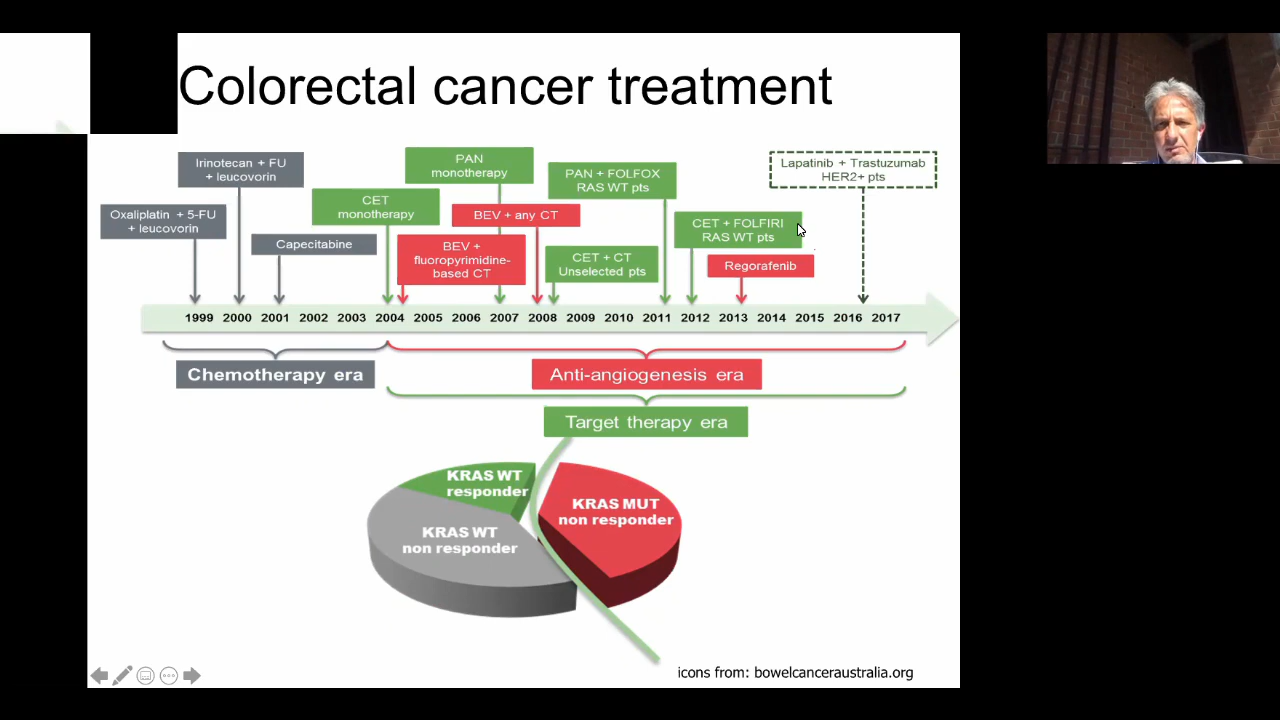 Colorectal cancer treatment
Irinotecan + FU
+ leucovorin
PAN
monotherapy
PAN + FOLFOX
RAS WT pts
Lapatinib + Trastuzumab
HER2+ pts
Oxaliplatin + 5-FU
+ leucovorin
CET
monotherapy
BEV + any CT
CET + FOLFIRI
RAS WT pts
Capecitabine
BEV +
fluoropyrimidine-
based CT
CET + CT
Unselected pts
Regorafenib
1999 2000 2001 2002 2003 2004 2005 2006 2007 2008 2009 2010 2011 2012 2013 2014 2015 2016 2017
Chemotherapy era
Anti-angiogenesis era
Target therapy era
KRAS WT
responder
KRAS MUT
non responder
KRAS WT
non responder
icons from: bowelcanceraustralia.org